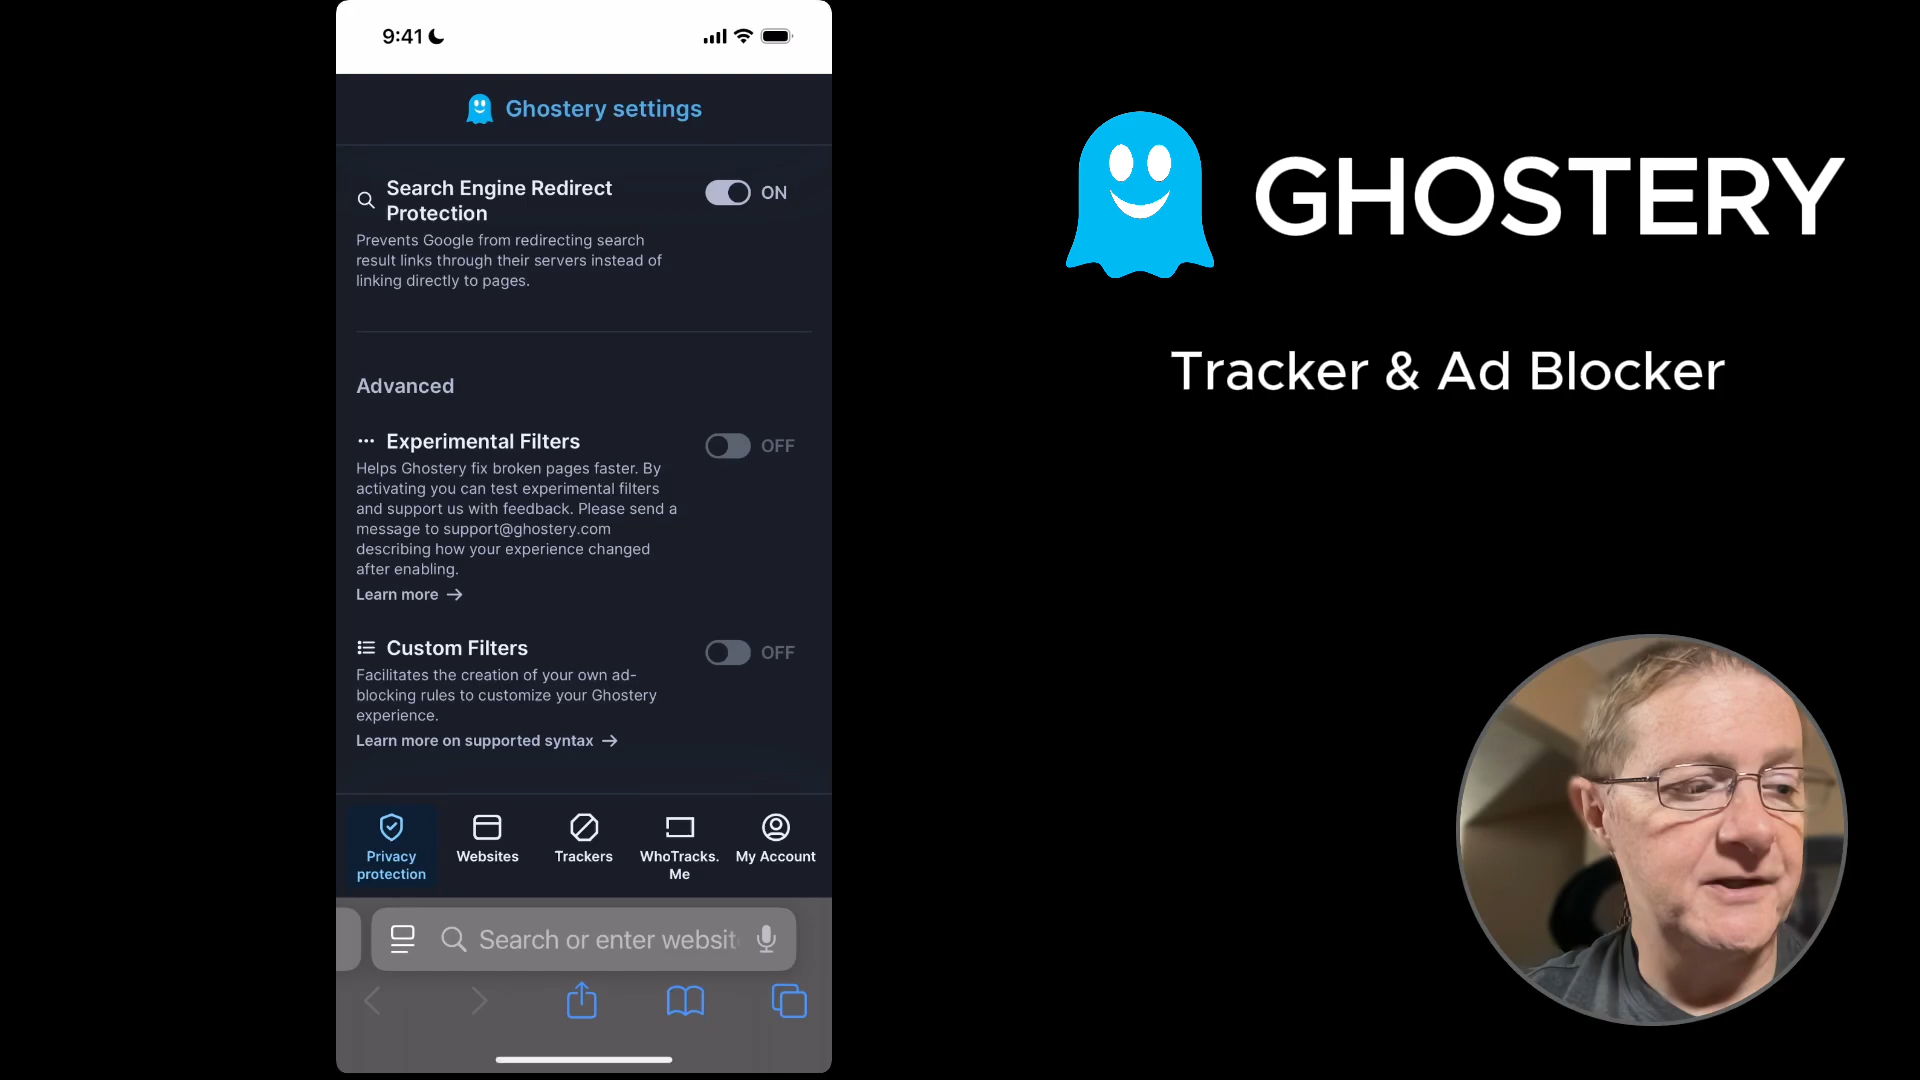 9:41
Ghostery settings
Search Engine Redirect
Protection
ON
Prevents Google from redirecting search
result links through their servers instead of
linking directly to pages.
Advanced
Experimental Filters
OFF
Helps Ghostery fix broken pages faster. By
activating you can test experimental filters
and support us with feedback. Please send a
message to support@ghostery.com
describing how your experience changed
after enabling.
Learn more →
Custom Filters
OFF
Facilitates the creation of your own ad-
blocking rules to customize your Ghostery
experience.
Learn more on supported syntax →
Privacy
protection
Websites
Trackers
WhoTracks.
Me
My Account
Search or enter websit
GHOSTERY
Tracker & Ad Blocker